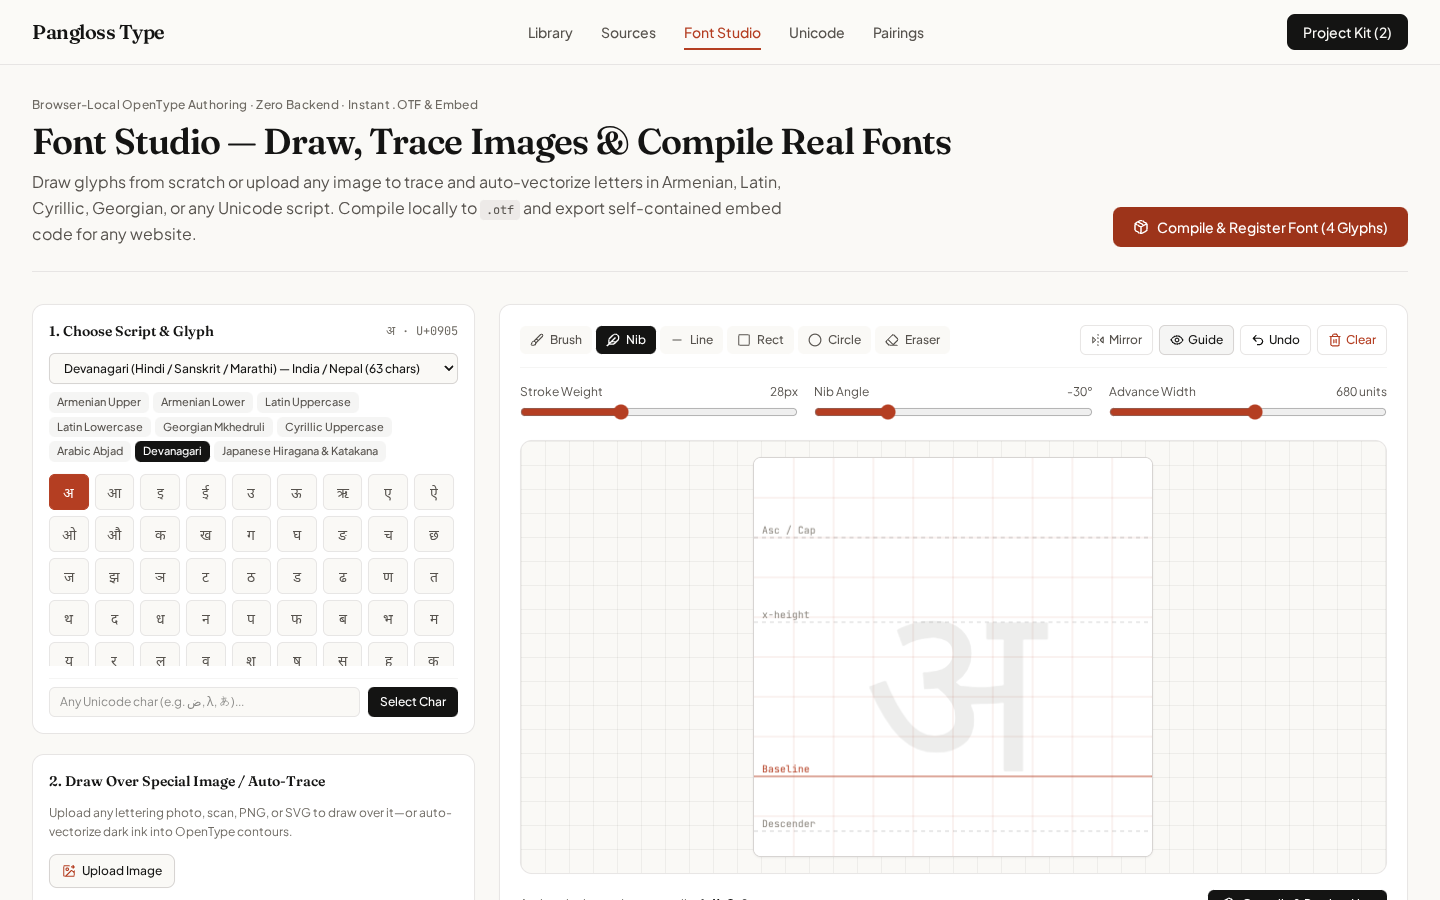 Pangloss Type
Library Sources Font Studio Unicode Pairings
Project Kit (2)
Browser-Local OpenType Authoring · Zero Backend · Instant .OTF & Embed
Font Studio — Draw, Trace Images & Compile Real Fonts
Draw glyphs from scratch or upload any image to trace and auto-vectorize letters in Armenian, Latin,
Cyrillic, Georgian, or any Unicode script. Compile locally to .otf and export self-contained embed
code for any website.
Compile & Register Font (4 Glyphs)
1. Choose Script & Glyph
अ · U+0905
Devanagari (Hindi / Sanskrit / Marathi) — India / Nepal (63 chars)
Armenian Upper Armenian Lower Latin Uppercase
Latin Lowercase Georgian Mkhedruli Cyrillic Uppercase
Arabic Abjad Devanagari Japanese Hiragana & Katakana
अ आ इ ई उ ऊ ऋ ए ऐ
ओ औ क ख ग घ ङ च छ
ज झ ञ ट ठ ड ढ ण त
थ द ध न प फ ब भ म
य र ल व श ष स ह क
Any Unicode char (e.g. ض, λ, あ)...
Select Char
2. Draw Over Special Image / Auto-Trace
Upload any lettering photo, scan, PNG, or SVG to draw over it—or auto-
vectorize dark ink into OpenType contours.
Upload Image
Brush Nib Line Rect Circle Eraser
Mirror Guide Undo Clear
Stroke Weight 28px
Nib Angle -30°
Advance Width 680 units
Asc / Cap
x-height
अ
Baseline
Descender